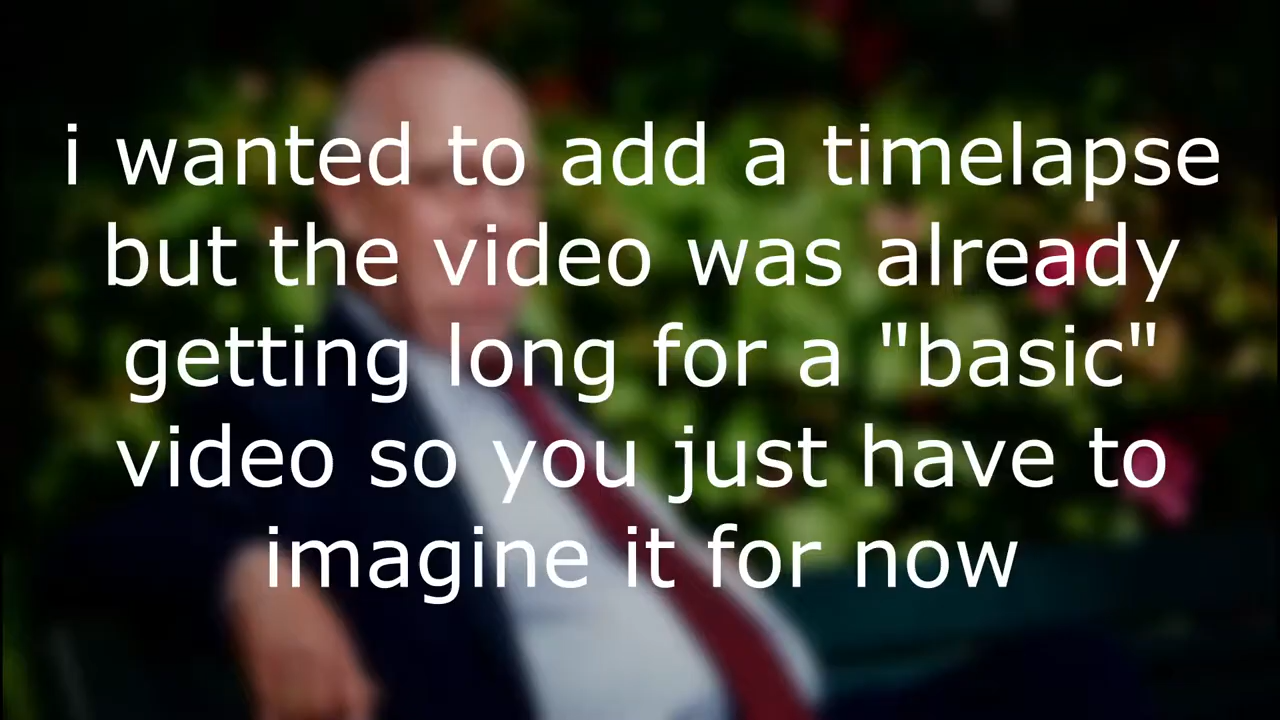 i wanted to add a timelapse
but the video was already
getting long for a "basic"
video so you just have to
imagine it for now